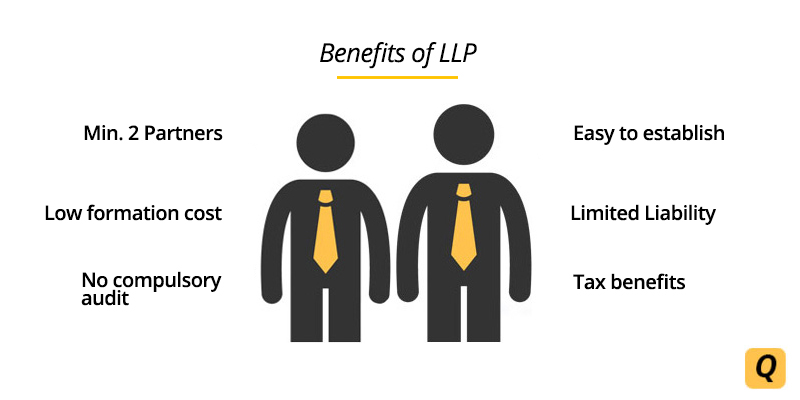 Benefits of LLP
Min. 2 Partners
Easy to establish
Low formation cost
Limited Liability
No compulsory
audit
Tax benefits
Q